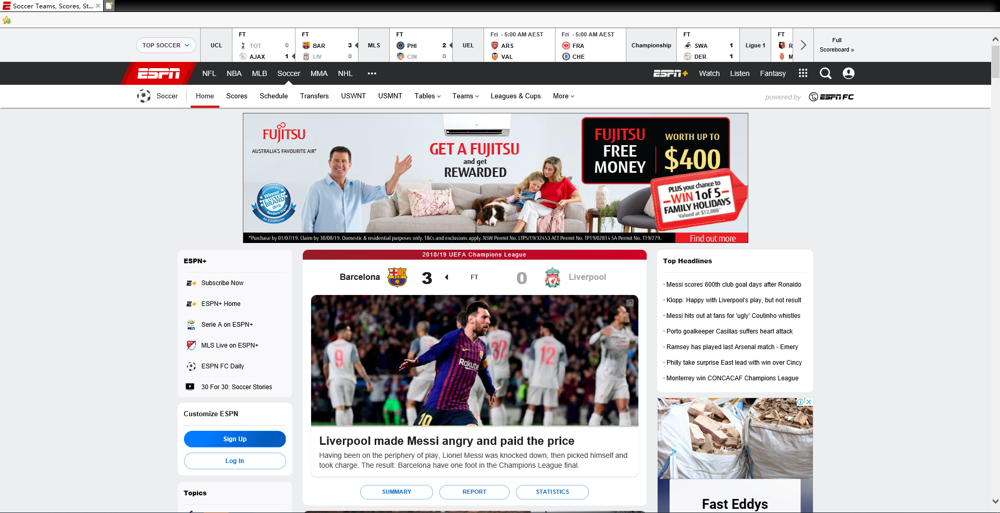 Soccer Teams, Scores, St...
TOP SOCCER
UCL
FT
TOT 0
AJAX 1
FT
BAR 3
LIV 0
MLS
FT
PHI 2
CIN 0
UEL
Fri - 5:00 AM AEST
ARS
VAL
Fri - 5:00 AM AEST
FRA
CHE
Championship
FT
SWA 1
DER 1
Ligue 1
FT
R
M
Full
Scoreboard »
ESPN
NFL NBA MLB Soccer MMA NHL
ESPN+ Watch Listen Fantasy
Soccer Home Scores Schedule Transfers USWNT USMNT Tables Teams Leagues & Cups More
powered by ESPN FC
FUJITSU
AUSTRALIA'S FAVOURITE AIR*
Winner
TRUSTED
BRAND
2019
Reader's Digest
Air Conditioner
GET A FUJITSU
and get
REWARDED
FUJITSU
FREE
MONEY
WORTH UP TO
$400
PLUS your chance to
WIN 1 of 5
FAMILY HOLIDAYS
Valued at $12,000*
*Purchase by 01/07/19. Claim by 30/08/19. Domestic & residential purposes only. T&Cs and exclusions apply. NSW Permit No. LTPS/19/32453 ACT Permit No. TP19/02814 SA Permit No. T19/279.
Find out more
ESPN+
Subscribe Now
ESPN+ Home
Serie A on ESPN+
MLS Live on ESPN+
ESPN FC Daily
30 For 30: Soccer Stories
Customize ESPN
Sign Up
Log In
Topics
2018/19 UEFA Champions League
Barcelona 3 FT 0 Liverpool
9
32
12
Rakute
10
Liverpool made Messi angry and paid the price
Having been on the periphery of play, Lionel Messi was knocked down, then picked himself and
took charge. The result: Barcelona have one foot in the Champions League final.
SUMMARY REPORT STATISTICS
Top Headlines
Messi scores 600th club goal days after Ronaldo
Klopp: Happy with Liverpool's play, but not result
Messi hits out at fans for 'ugly' Coutinho whistles
Porto goalkeeper Casillas suffers heart attack
Ramsey has played last Arsenal match - Emery
Philly take surprise East lead with win over Cincy
Monterrey win CONCACAF Champions League
Fast Eddys